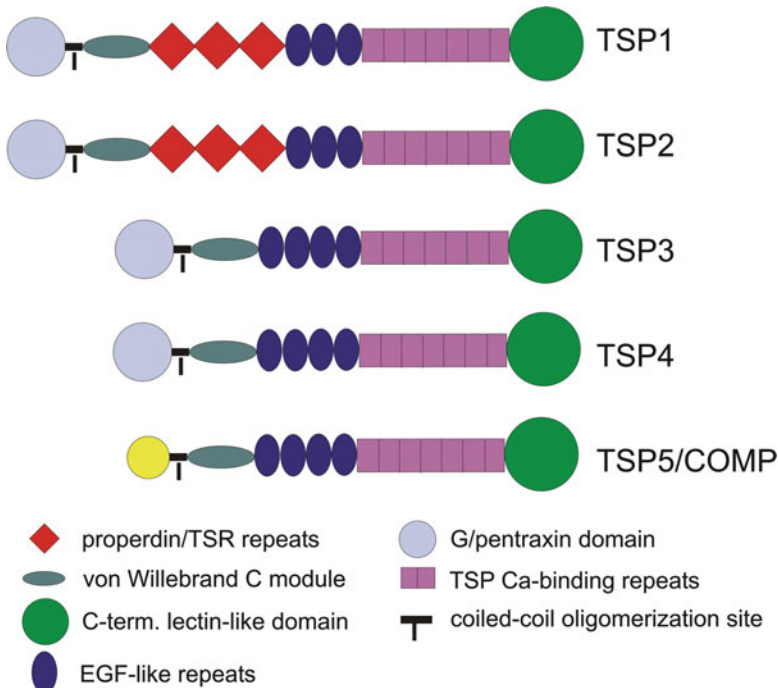 TSP1
TSP2
TSP3
TSP4
TSP5/COMP
properdin/TSR repeats
von Willebrand C module
C-term. lectin-like domain
EGF-like repeats
G/pentraxin domain
TSP Ca-binding repeats
coiled-coil oligomerization site